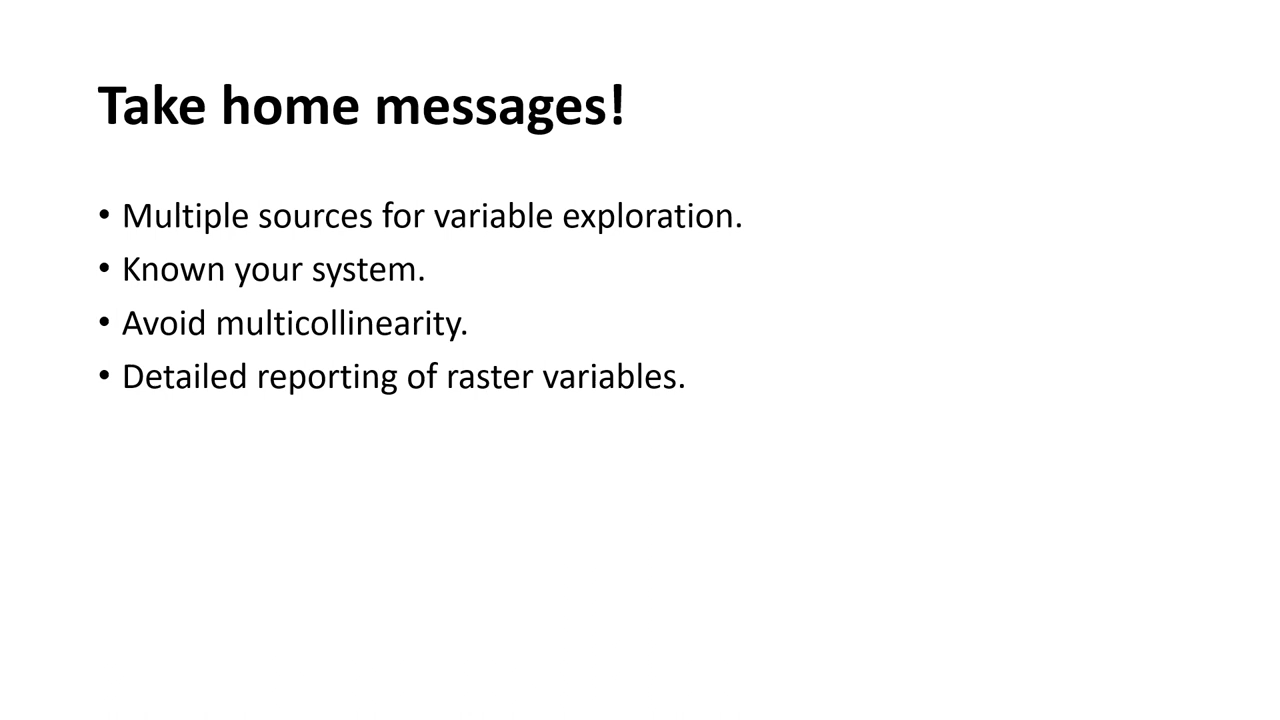 Take home messages!
• Multiple sources for variable exploration.
• Known your system.
• Avoid multicollinearity.
• Detailed reporting of raster variables.